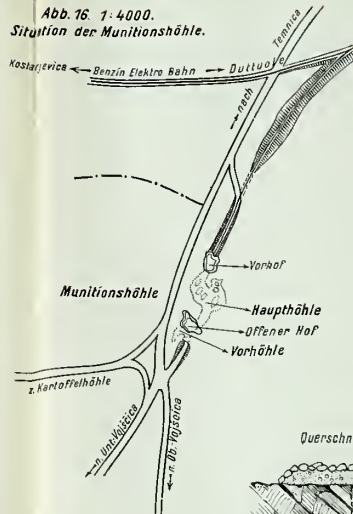 Abb. 16. 1:4000.
Situation der Munitionshöhle.
Kostanjevica ← Benzin Elektro Bahn → Duttuole
nach Temnica
Vorhof
Munitionshöhle
Haupthöhle
Offener Hof
Vorhöhle
z. Kartoffelhöhle
n. Unt. Vojščica
n. Ob. Vojščica
Querschn